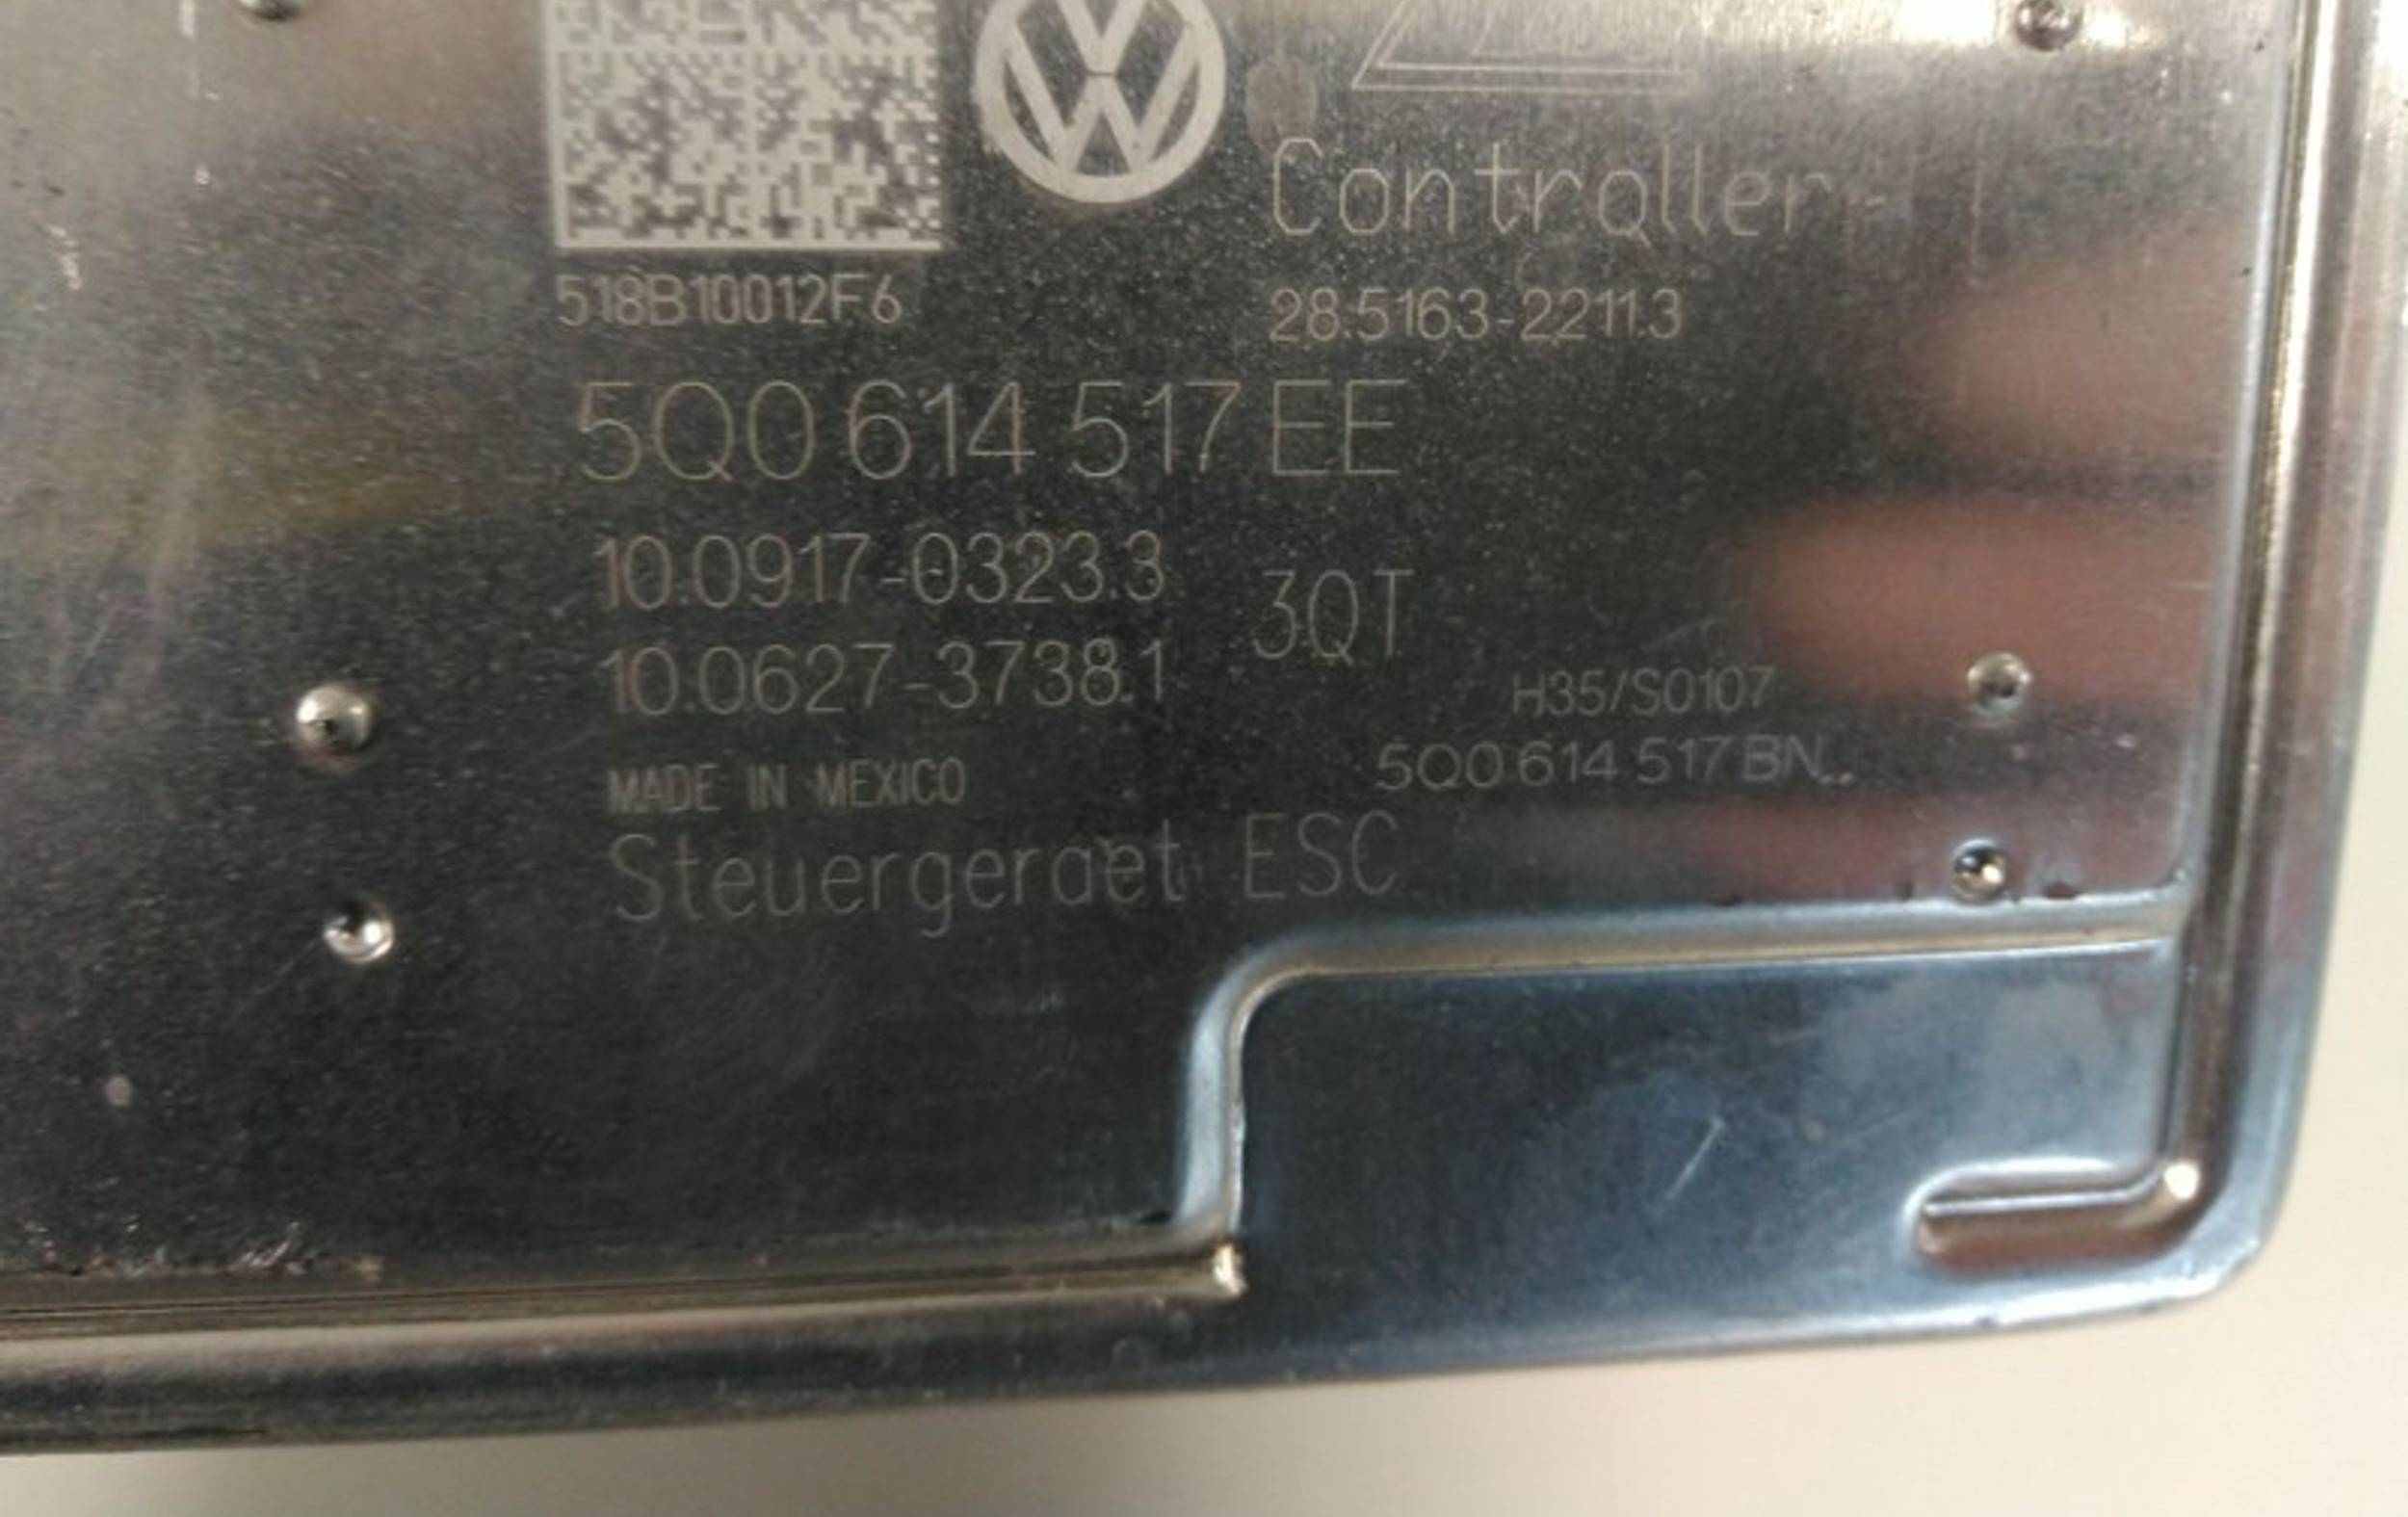 Controller
518B10012F6
28.5163-2211.3
5Q0 614 517 EE
10.0917-0323.3
3QT
10.0627-3738.1
H35/S0107
MADE IN MEXICO
5Q0 614 517 BN..
Steuergeraet ESC